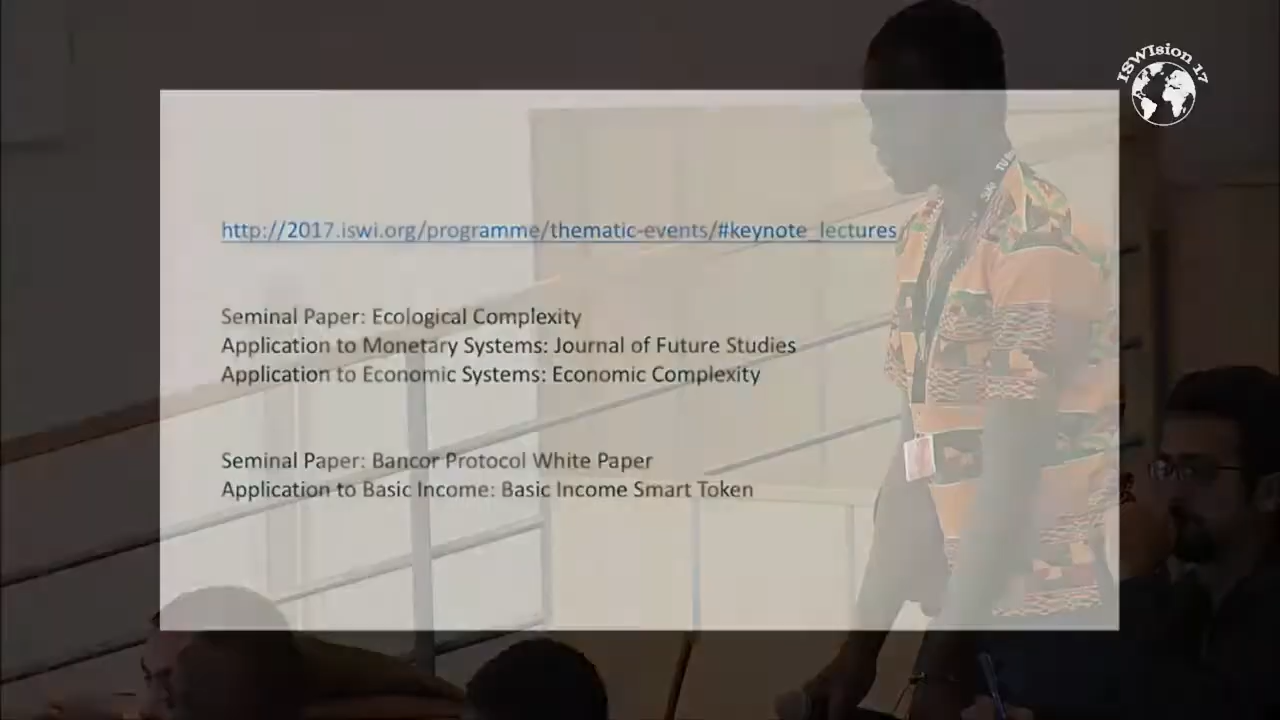 ISWIsion 17
http://2017.iswi.org/programme/thematic-events/#keynote_lectures
Seminal Paper: Ecological Complexity
Application to Monetary Systems: Journal of Future Studies
Application to Economic Systems: Economic Complexity
Seminal Paper: Bancor Protocol White Paper
Application to Basic Income: Basic Income Smart Token